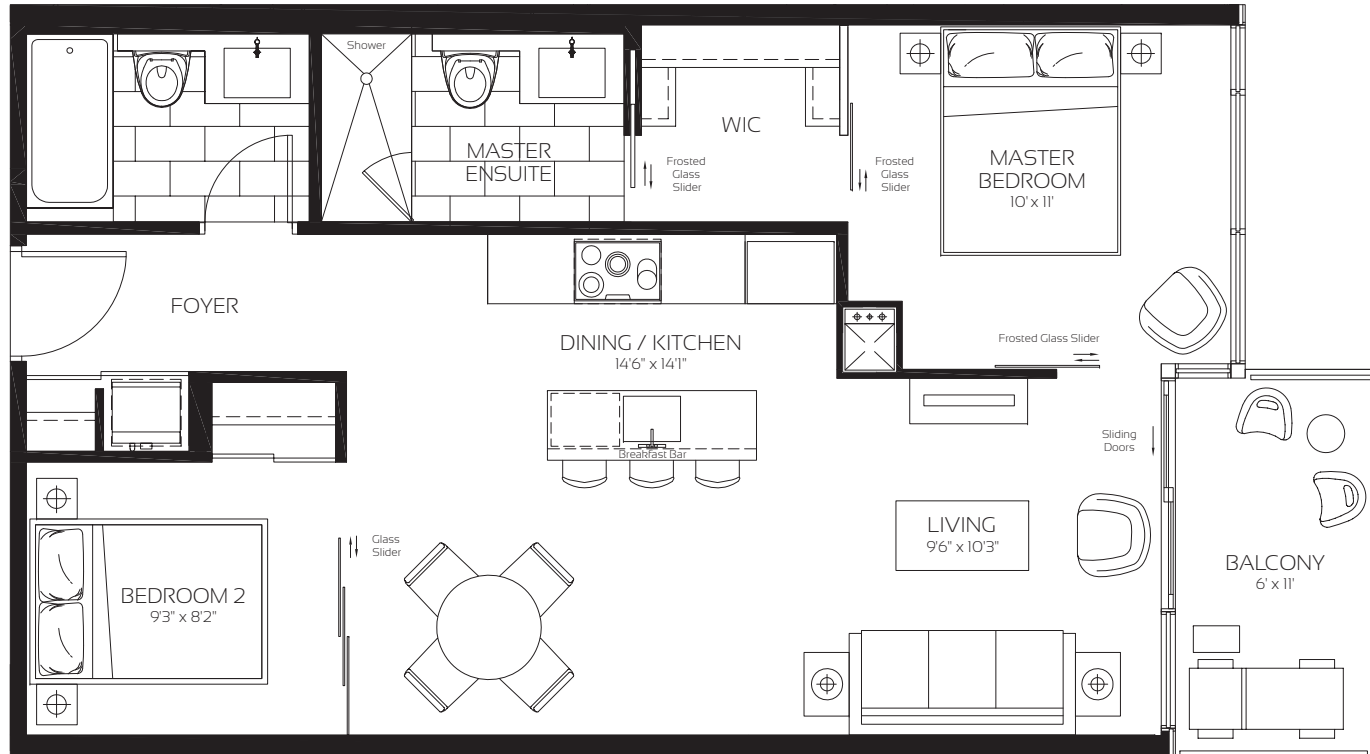 Shower
MASTER
ENSUITE
Frosted
Glass
Slider
WIC
Frosted
Glass
Slider
MASTER
BEDROOM
10' x 11'
FOYER
DINING / KITCHEN
14'6" x 14'1"
Frosted Glass Slider
Sliding
Doors
Breakfast Bar
Glass
Slider
LIVING
9'6" x 10'3"
BEDROOM 2
9'3" x 8'2"
BALCONY
6' x 11'